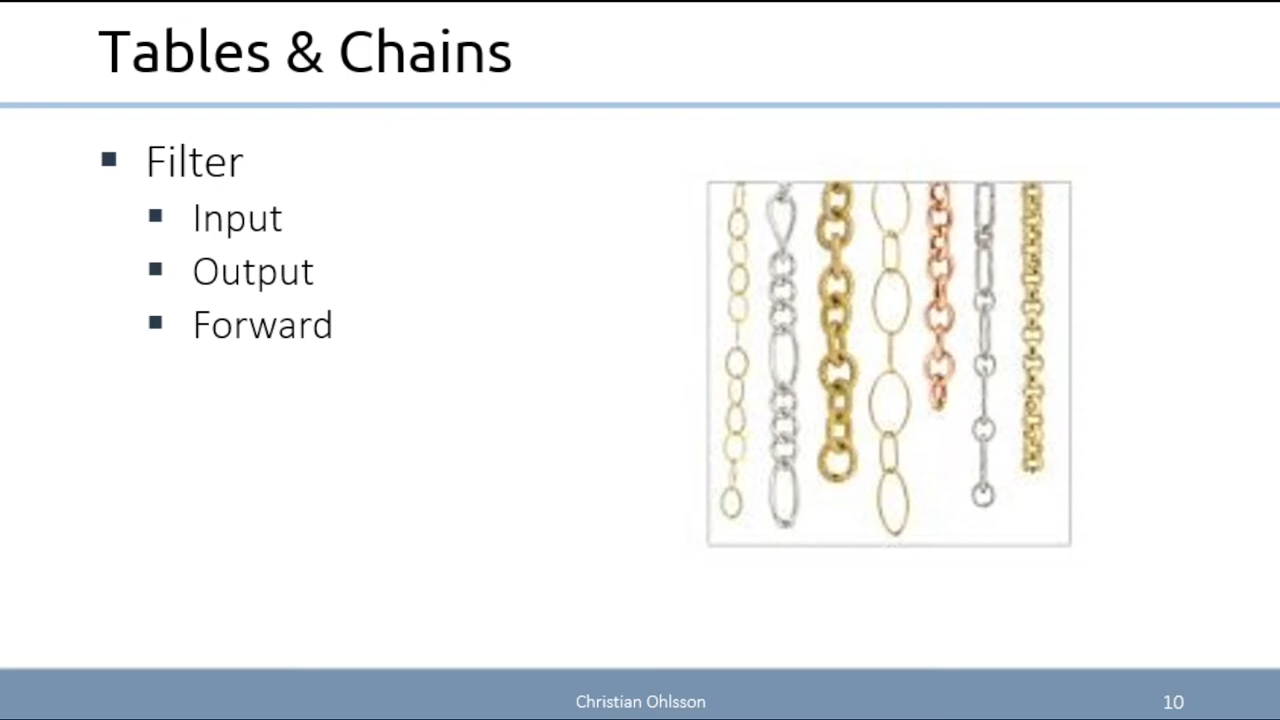 Tables & Chains
Filter
Input
Output
Forward
Christian Ohlsson
10